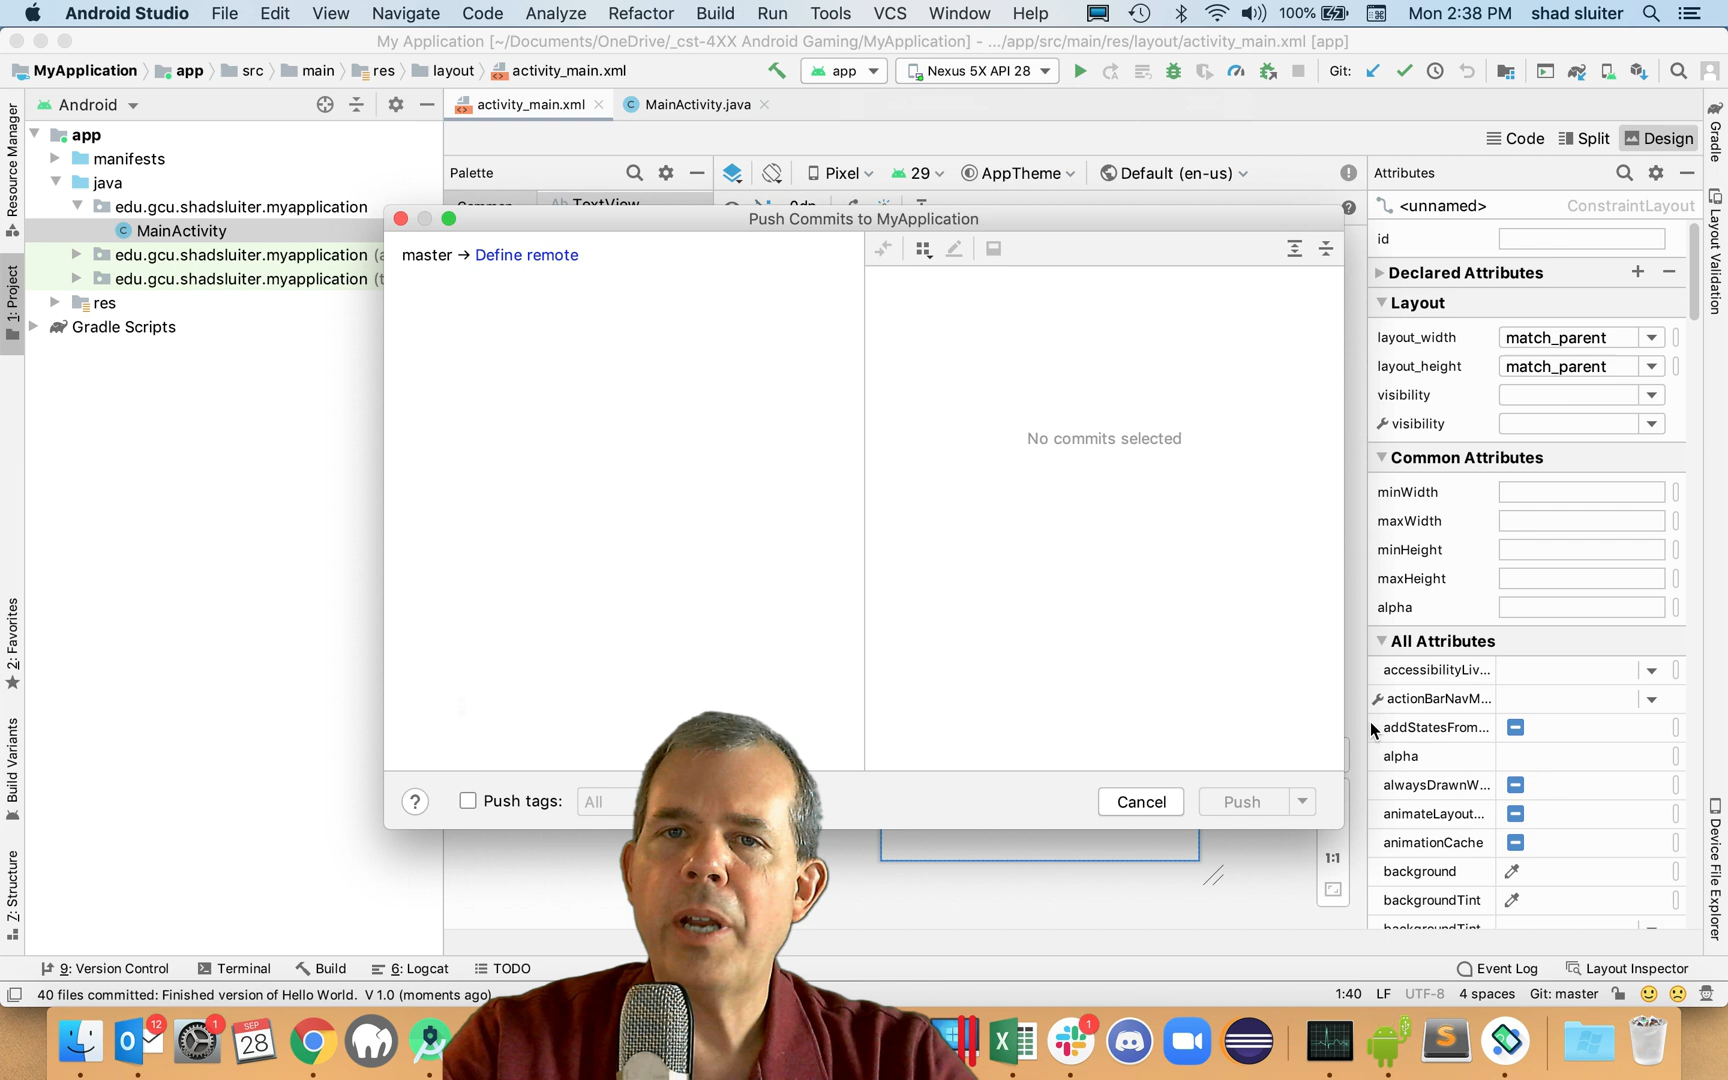 Android Studio File Edit View Navigate Code Analyze Refactor Build Run Tools VCS Window Help 100% Mon 2:38 PM shad sluiter
My Application [~/Documents/OneDrive/_cst-4XX Android Gaming/MyApplication] - .../app/src/main/res/layout/activity_main.xml [app]
MyApplication app src main res layout activity_main.xml app Nexus 5X API 28 Git:
Android
activity_main.xml MainActivity.java
Code Split Design
Palette Pixel 29 AppTheme Default (en-us) Attributes
<unnamed> ConstraintLayout
id
Declared Attributes
Layout
layout_width match_parent
layout_height match_parent
visibility
visibility
Common Attributes
minWidth
maxWidth
minHeight
maxHeight
alpha
All Attributes
accessibilityLiv...
actionBarNavM...
addStatesFrom...
alpha
alwaysDrawnW...
animateLayout...
animationCache
background
backgroundTint
app
manifests
java
edu.gcu.shadsluiter.myapplication
MainActivity
edu.gcu.shadsluiter.myapplication (a
edu.gcu.shadsluiter.myapplication (t
res
Gradle Scripts
Push Commits to MyApplication
master → Define remote
No commits selected
? Push tags: All Cancel Push
1:1
Resource Manager
1: Project
2: Favorites
Build Variants
Z: Structure
Gradle
Layout Validation
Device File Explorer
9: Version Control Terminal Build 6: Logcat TODO Event Log Layout Inspector
40 files committed: Finished version of Hello World. V 1.0 (moments ago) 1:40 LF UTF-8 4 spaces Git: master
12 1 SEP 28 1